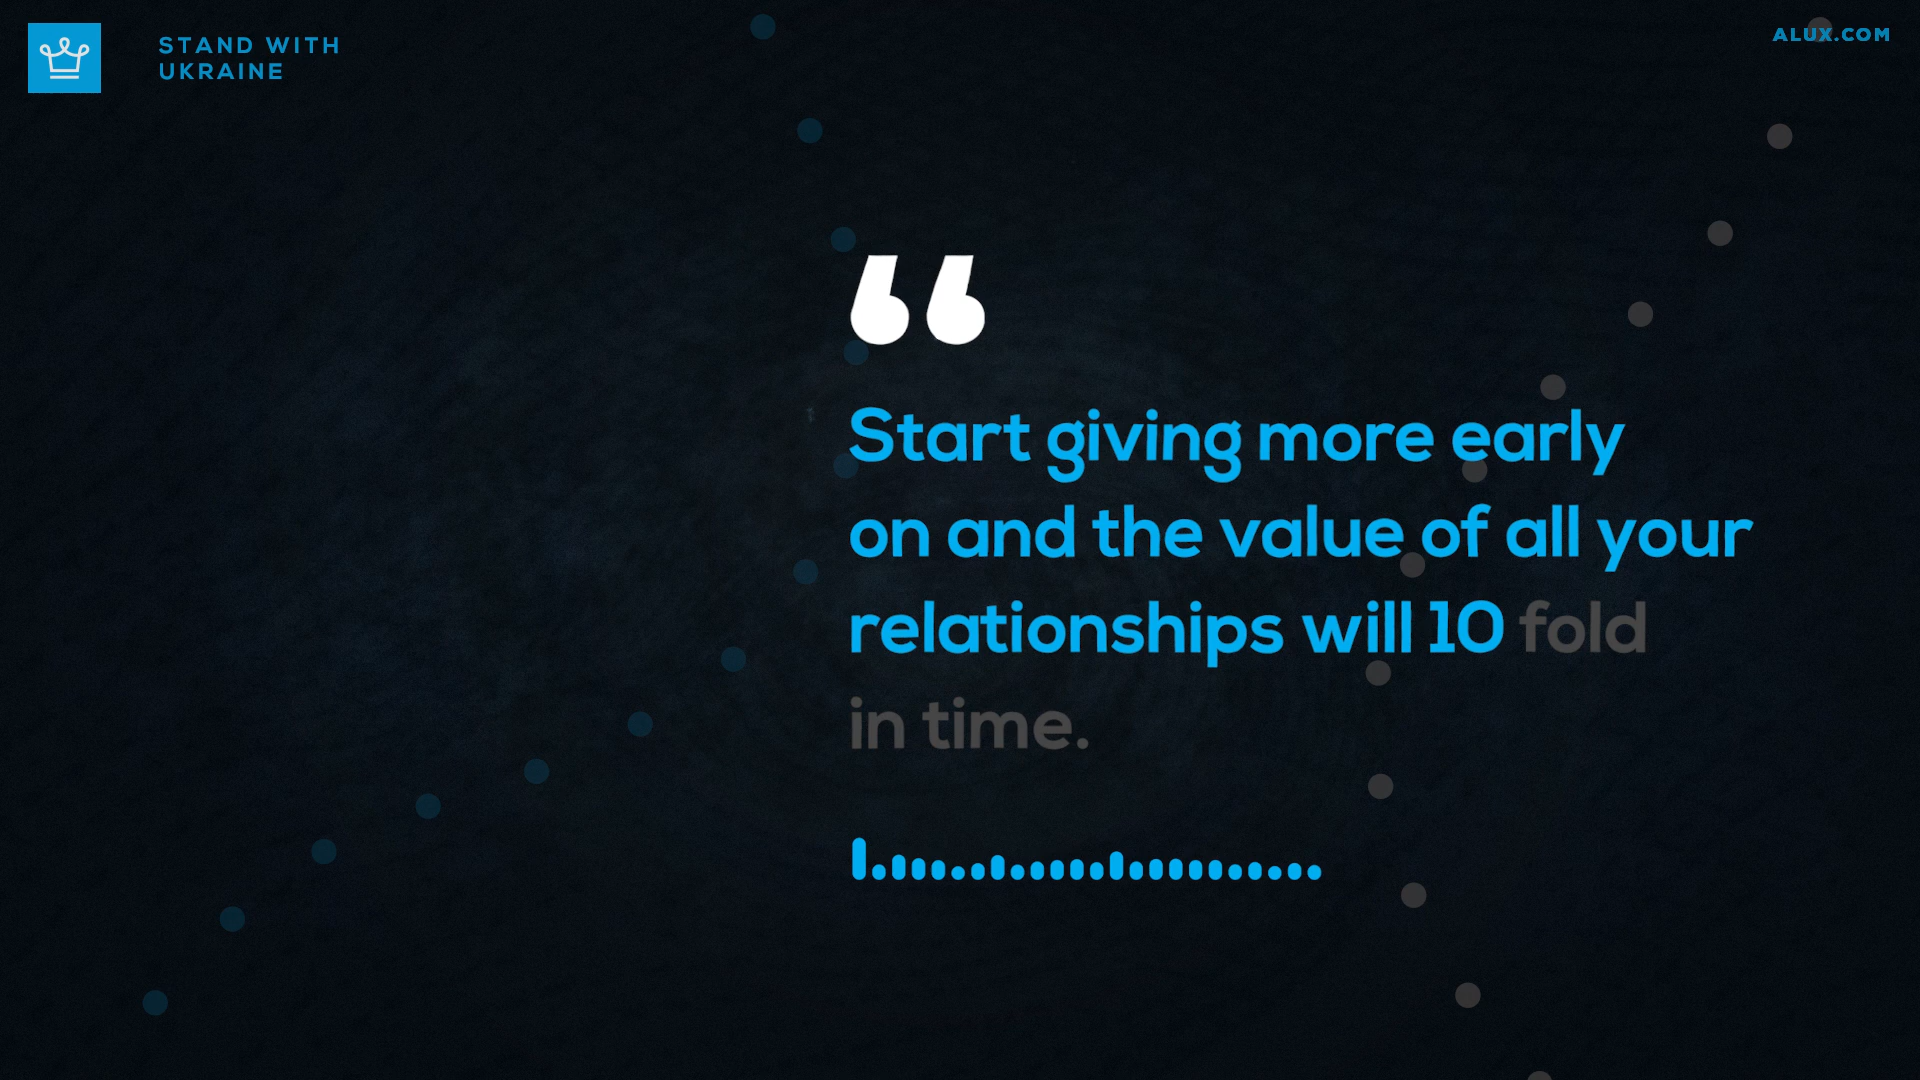 STAND WITH
UKRAINE
ALUX.COM
“
Start giving more early
on and the value of all your
relationships will 10 fold
in time.